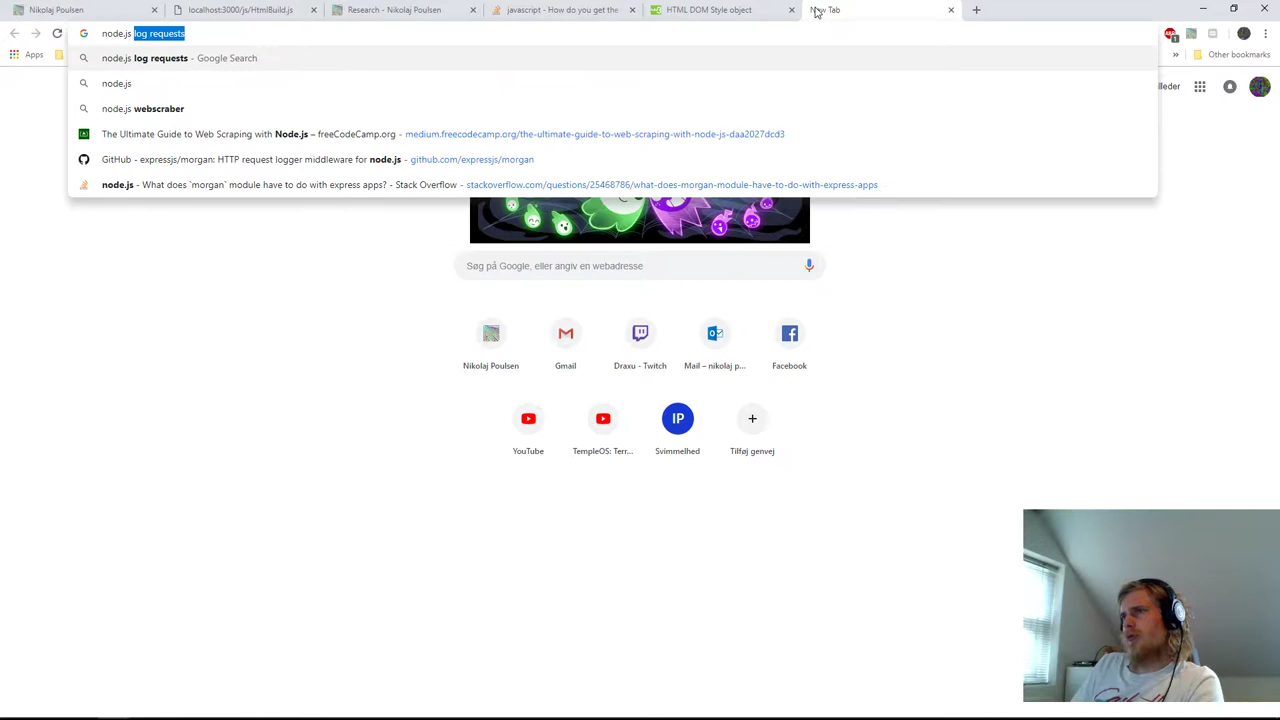 Nikolaj Poulsen
localhost:3000/js/HtmlBuild.js
Research - Nikolaj Poulsen
javascript - How do you get the
HTML DOM Style object
New Tab
node.js log requests
node.js log requests - Google Search
node.js
node.js webscraber
The Ultimate Guide to Web Scraping with Node.js – freeCodeCamp.org - medium.freecodecamp.org/the-ultimate-guide-to-web-scraping-with-node-js-daa2027dcd3
GitHub - expressjs/morgan: HTTP request logger middleware for node.js - github.com/expressjs/morgan
node.js - What does `morgan` module have to do with express apps? - Stack Overflow - stackoverflow.com/questions/25468786/what-does-morgan-module-have-to-do-with-express-apps
Apps
» Other bookmarks
lleder
Søg på Google, eller angiv en webadresse
Nikolaj Poulsen
Gmail
Draxu - Twitch
Mail – nikolaj p...
Facebook
YouTube
TempleOS: Terr...
IP
Svimmelhed
Tilføj genvej